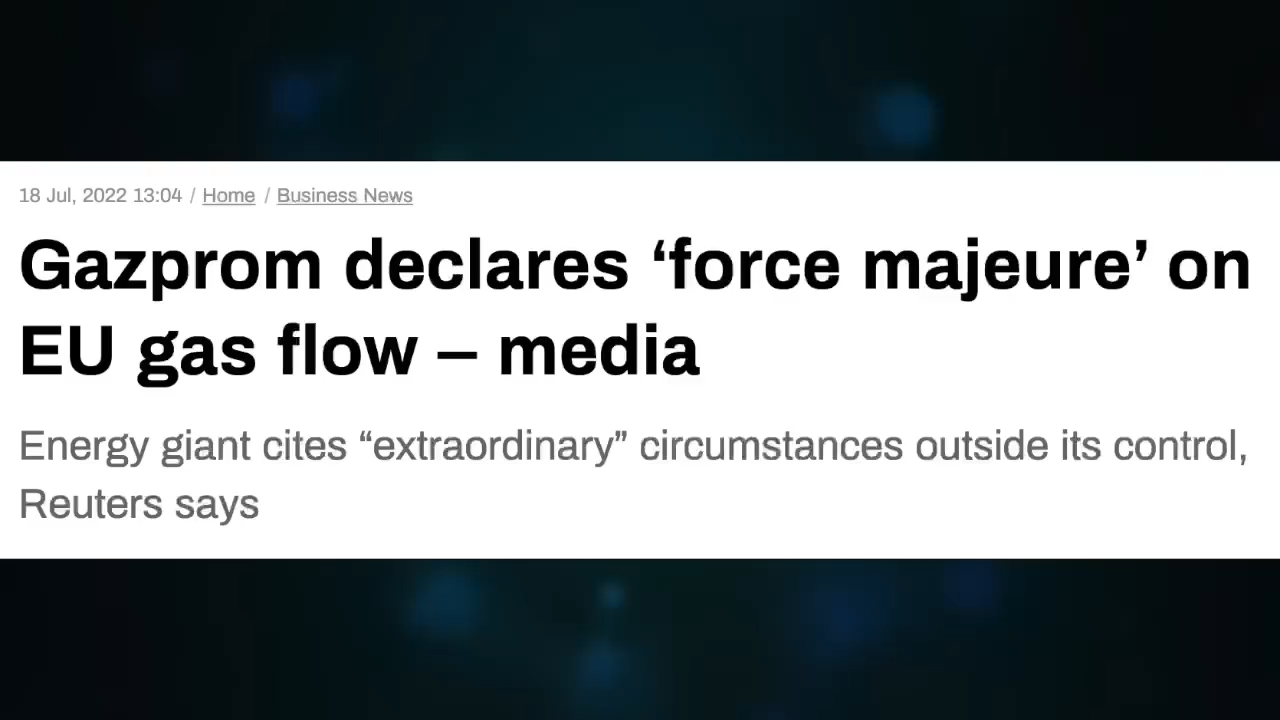 18 Jul, 2022 13:04 / Home / Business News
Gazprom declares ‘force majeure’ on
EU gas flow – media
Energy giant cites “extraordinary” circumstances outside its control,
Reuters says